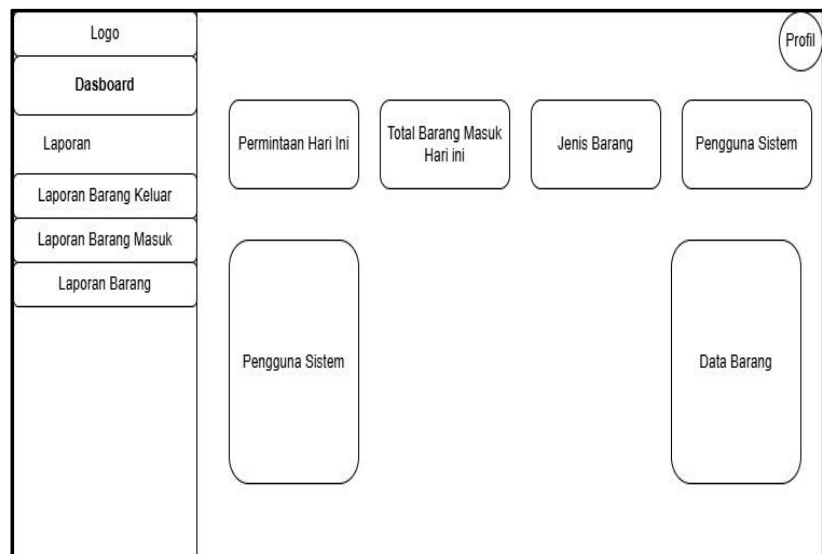 Logo
Profil
Dasboard
Laporan
Laporan Barang Keluar
Laporan Barang Masuk
Laporan Barang
Permintaan Hari Ini
Total Barang Masuk
Hari ini
Jenis Barang
Pengguna Sistem
Pengguna Sistem
Data Barang